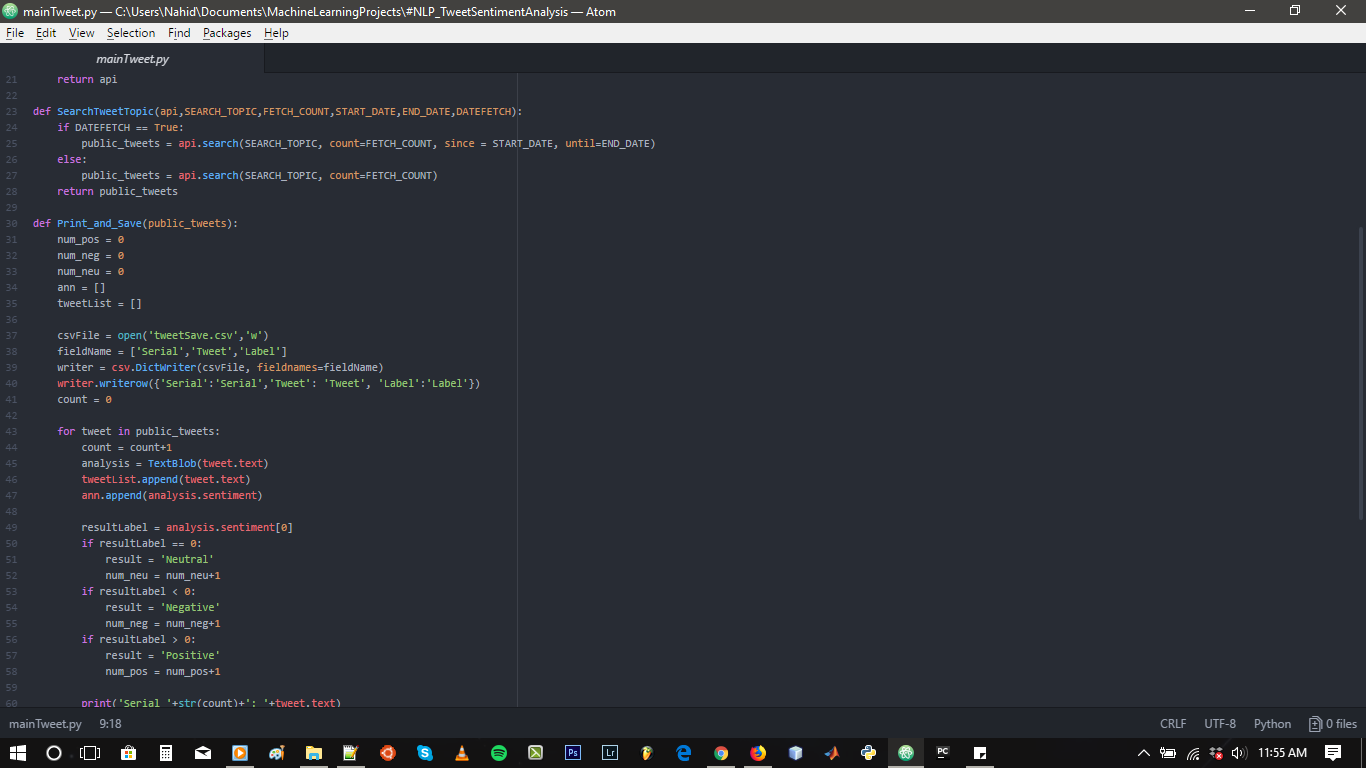 mainTweet.py — C:\Users\Nahid\Documents\MachineLearningProjects\#NLP_TweetSentimentAnalysis — Atom
File Edit View Selection Find Packages Help
mainTweet.py
21 return api
22
23 def SearchTweetTopic(api,SEARCH_TOPIC,FETCH_COUNT,START_DATE,END_DATE,DATEFETCH):
24 if DATEFETCH == True:
25 public_tweets = api.search(SEARCH_TOPIC, count=FETCH_COUNT, since = START_DATE, until=END_DATE)
26 else:
27 public_tweets = api.search(SEARCH_TOPIC, count=FETCH_COUNT)
28 return public_tweets
29
30 def Print_and_Save(public_tweets):
31 num_pos = 0
32 num_neg = 0
33 num_neu = 0
34 ann = []
35 tweetList = []
36
37 csvFile = open('tweetSave.csv','w')
38 fieldName = ['Serial','Tweet','Label']
39 writer = csv.DictWriter(csvFile, fieldnames=fieldName)
40 writer.writerow({'Serial':'Serial','Tweet': 'Tweet', 'Label':'Label'})
41 count = 0
42
43 for tweet in public_tweets:
44 count = count+1
45 analysis = TextBlob(tweet.text)
46 tweetList.append(tweet.text)
47 ann.append(analysis.sentiment)
48
49 resultLabel = analysis.sentiment[0]
50 if resultLabel == 0:
51 result = 'Neutral'
52 num_neu = num_neu+1
53 if resultLabel < 0:
54 result = 'Negative'
55 num_neg = num_neg+1
56 if resultLabel > 0:
57 result = 'Positive'
58 num_pos = num_pos+1
59
60 print('Serial '+str(count)+': '+tweet.text)
mainTweet.py 9:18 CRLF UTF-8 Python 0 files
Ps Lr PC 11:55 AM